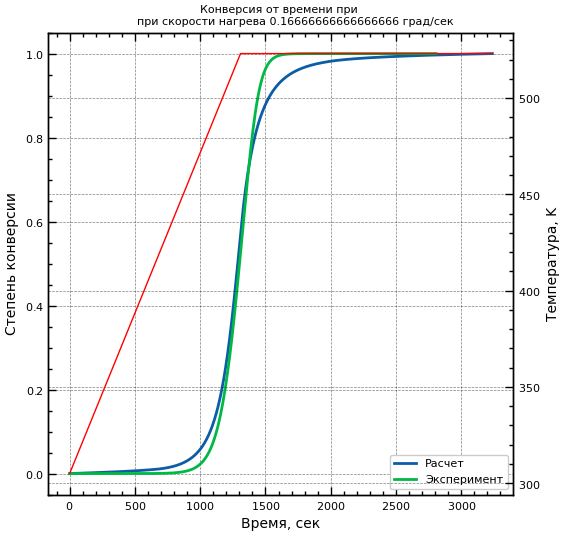 Конверсия от времени при
при скорости нагрева 0.16666666666666666 град/сек
Степень конверсии
1.0
0.8
0.6
0.4
0.2
0.0
500
450
400
350
300
Температура, K
Расчет
Эксперимент
0 500 1000 1500 2000 2500 3000
Время, сек